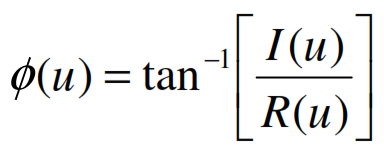 ϕ(u) = tan⁻¹[I(u)/R(u)]